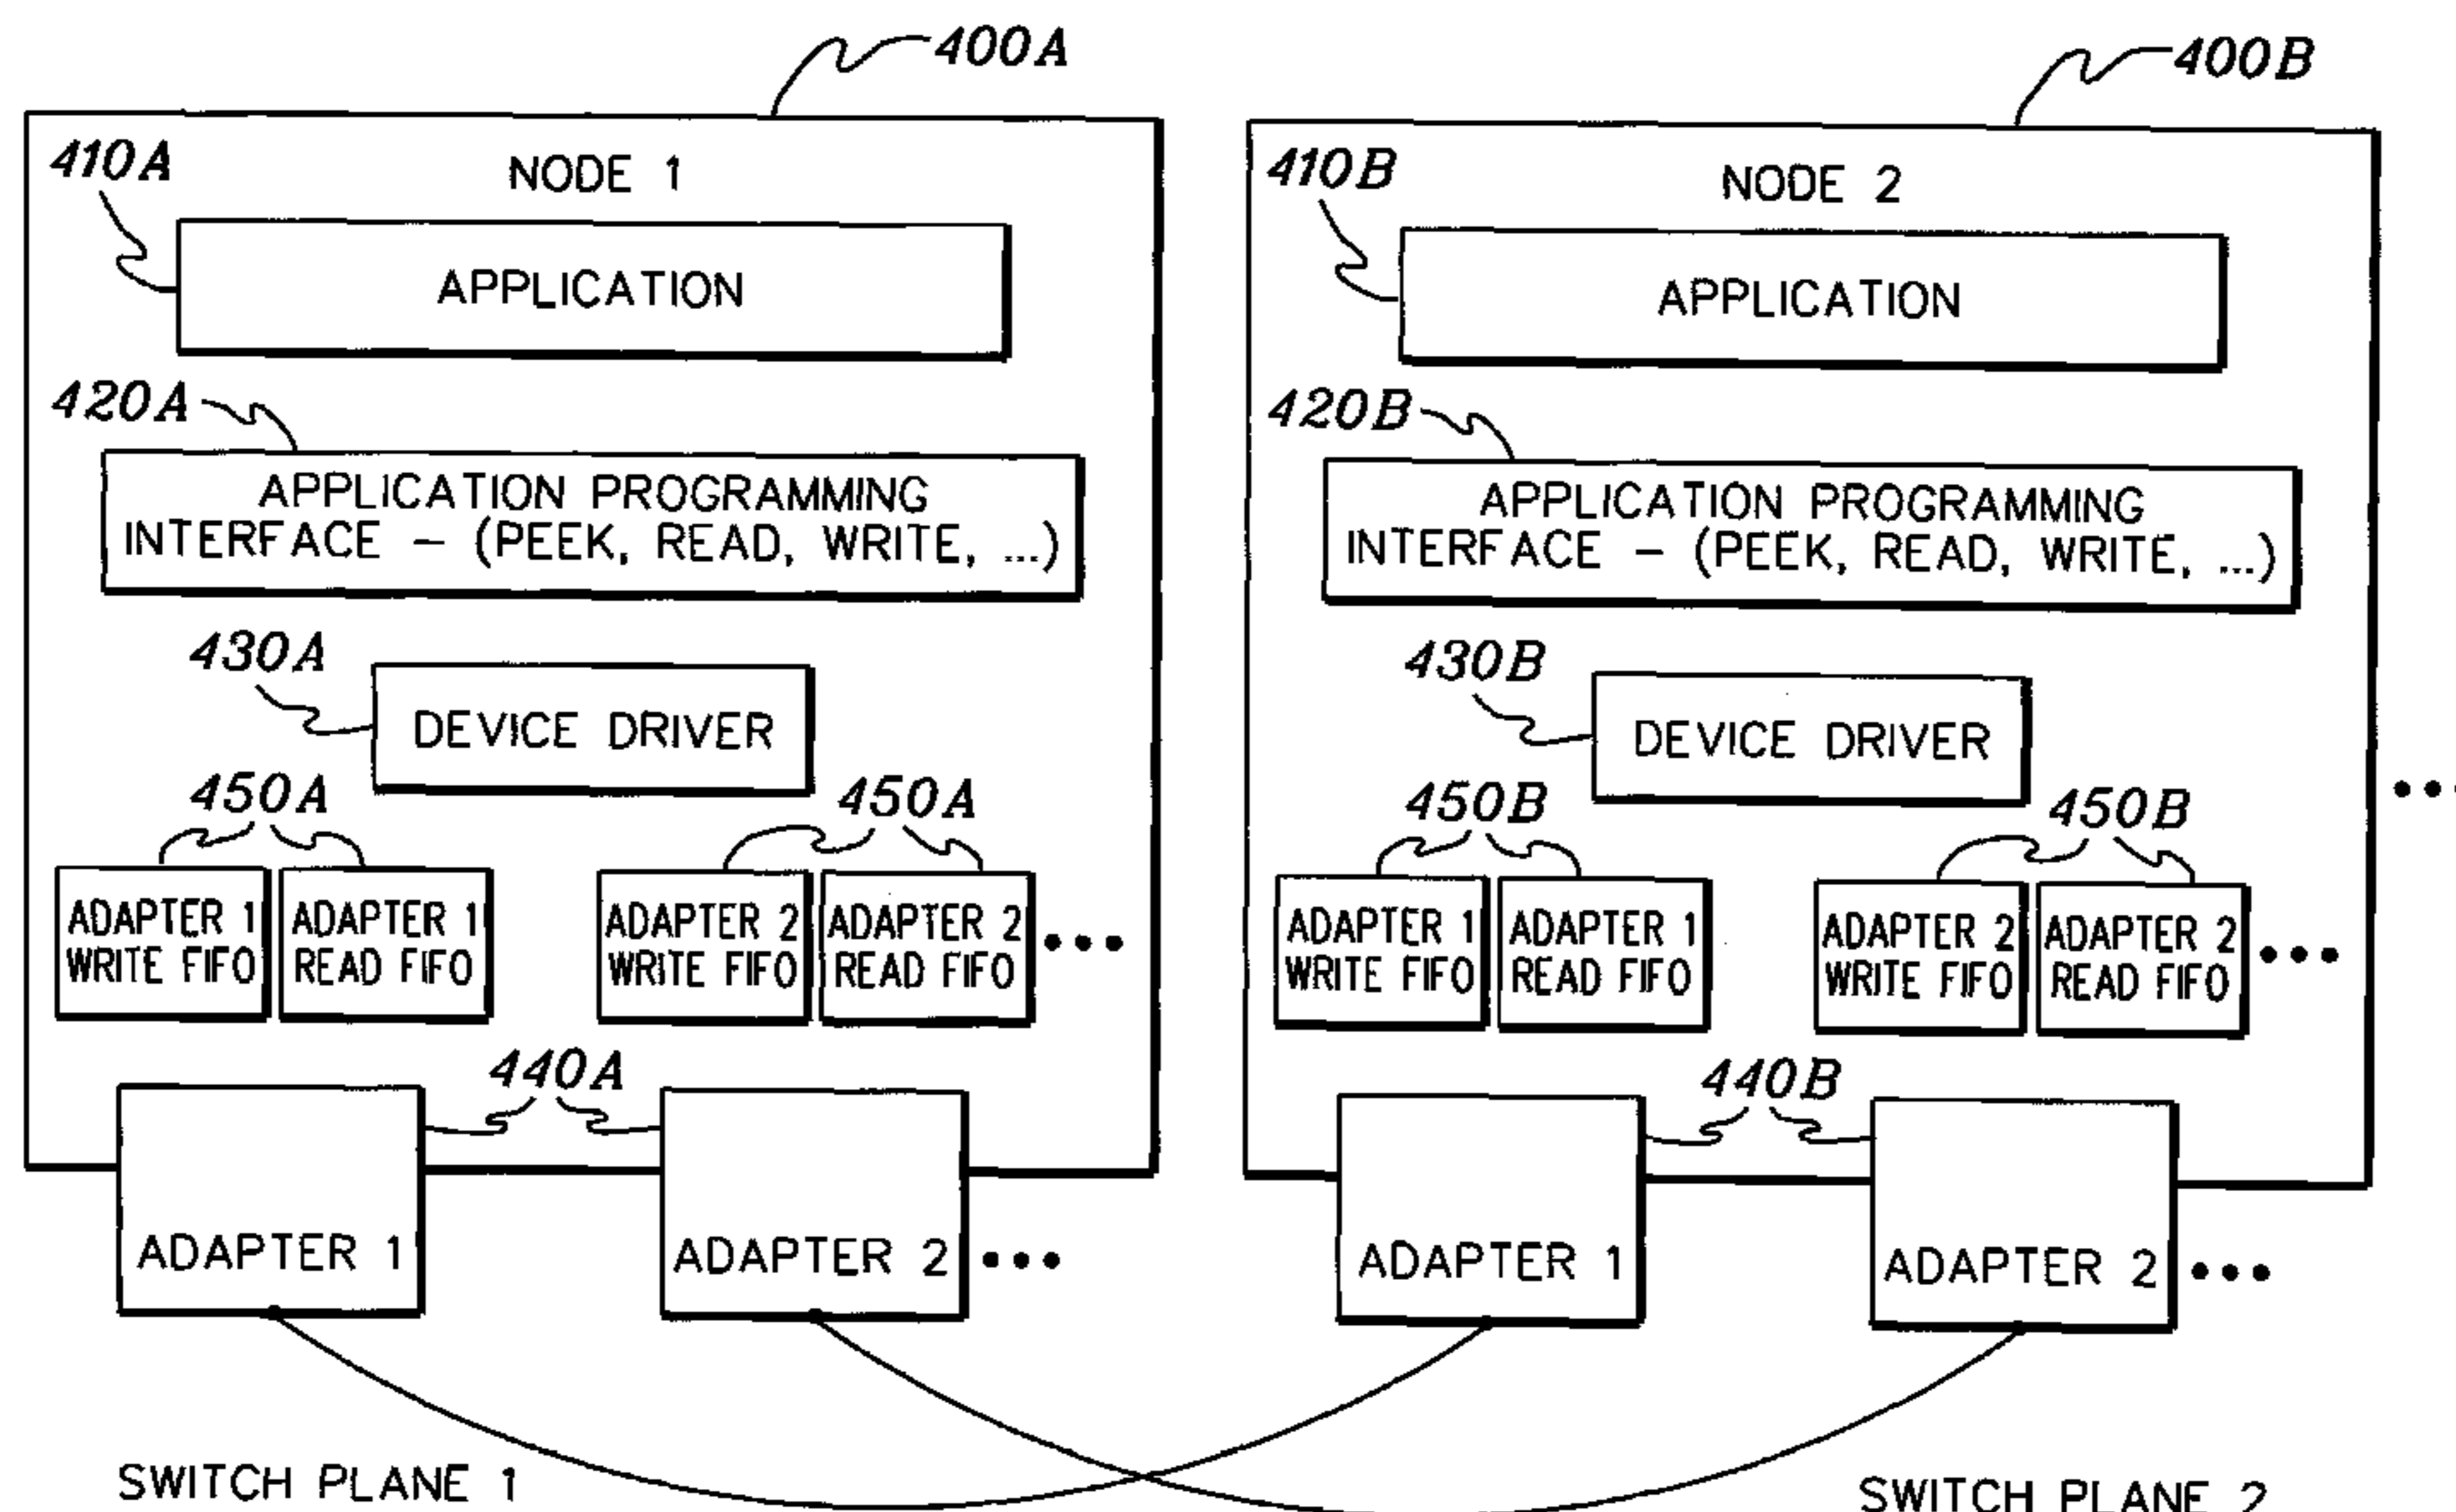 400A
400B
410A
NODE 1
410B
NODE 2
APPLICATION
APPLICATION
420A
420B
APPLICATION PROGRAMMING
INTERFACE - (PEEK, READ, WRITE, ...)
APPLICATION PROGRAMMING
INTERFACE - (PEEK, READ, WRITE, ...)
430A
430B
DEVICE DRIVER
DEVICE DRIVER
450A
450A
450B
450B
ADAPTER 1
WRITE FIFO
ADAPTER 1
READ FIFO
ADAPTER 2
WRITE FIFO
ADAPTER 2
READ FIFO
ADAPTER 1
WRITE FIFO
ADAPTER 1
READ FIFO
ADAPTER 2
WRITE FIFO
ADAPTER 2
READ FIFO
440A
440B
ADAPTER 1
ADAPTER 2
ADAPTER 1
ADAPTER 2
SWITCH PLANE 1
SWITCH PLANE 2